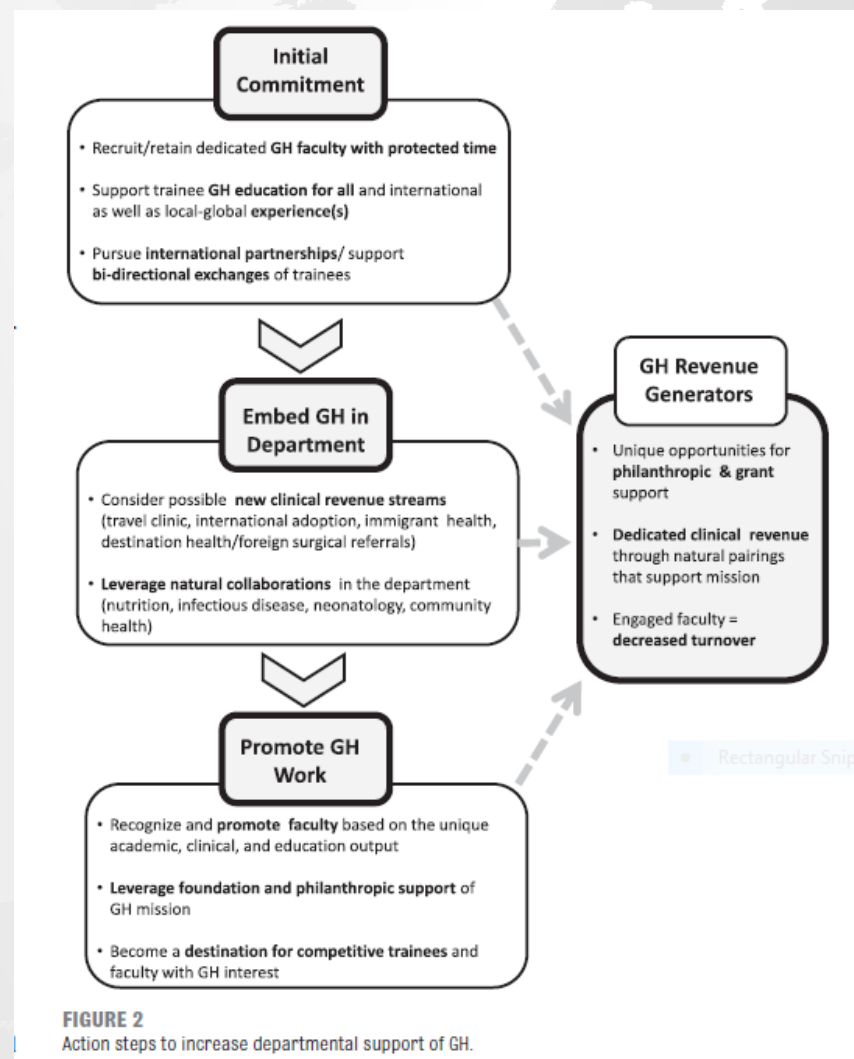 Initial
Commitment
• Recruit/retain dedicated GH faculty with protected time
• Support trainee GH education for all and international
as well as local-global experience(s)
• Pursue international partnerships/ support
bi-directional exchanges of trainees
Embed GH in
Department
• Consider possible new clinical revenue streams
(travel clinic, international adoption, immigrant health,
destination health/foreign surgical referrals)
• Leverage natural collaborations in the department
(nutrition, infectious disease, neonatology, community
health)
Promote GH
Work
• Recognize and promote faculty based on the unique
academic, clinical, and education output
• Leverage foundation and philanthropic support of
GH mission
• Become a destination for competitive trainees and
faculty with GH interest
GH Revenue
Generators
• Unique opportunities for
philanthropic & grant
support
• Dedicated clinical revenue
through natural pairings
that support mission
• Engaged faculty =
decreased turnover
Rectangular Snip
FIGURE 2
Action steps to increase departmental support of GH.